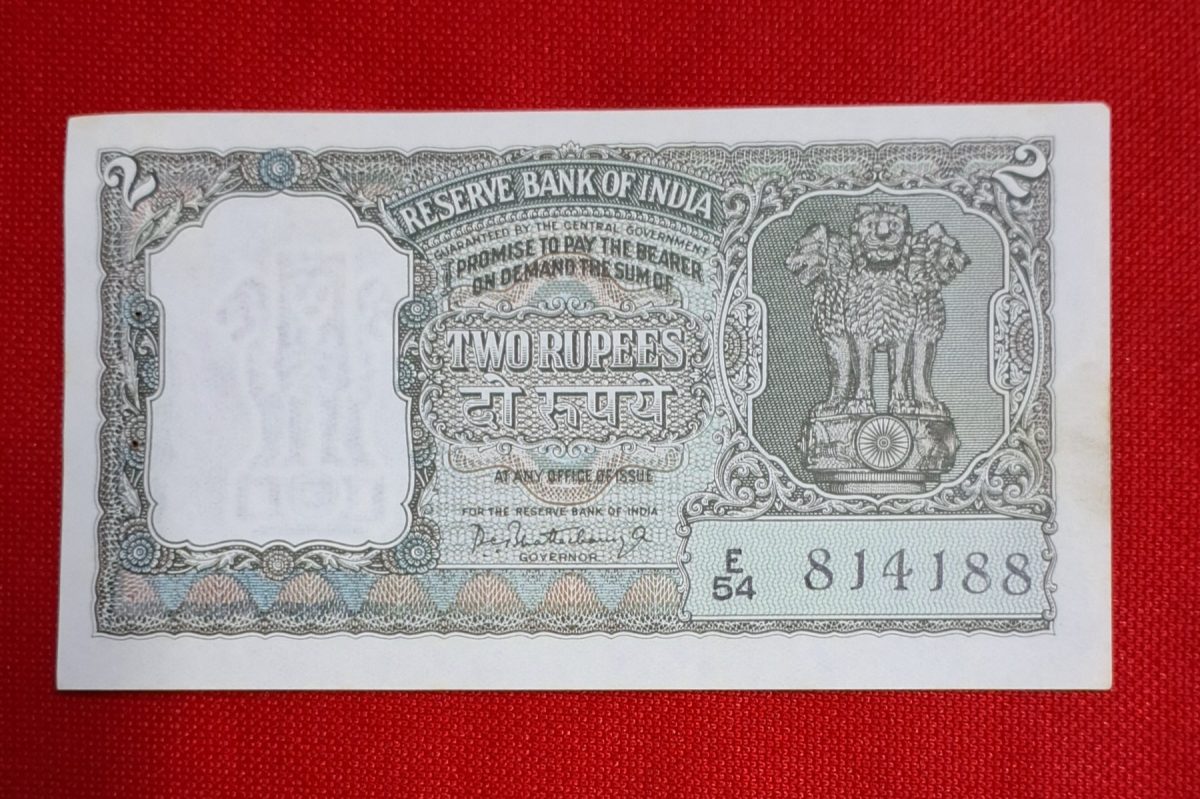 2 2
RESERVE BANK OF INDIA
GUARANTEED BY THE CENTRAL GOVERNMENT
I PROMISE TO PAY THE BEARER
ON DEMAND THE SUM OF
TWO RUPEES
दो रुपये
AT ANY OFFICE OF ISSUE
FOR THE RESERVE BANK OF INDIA
GOVERNOR
E
54 814188